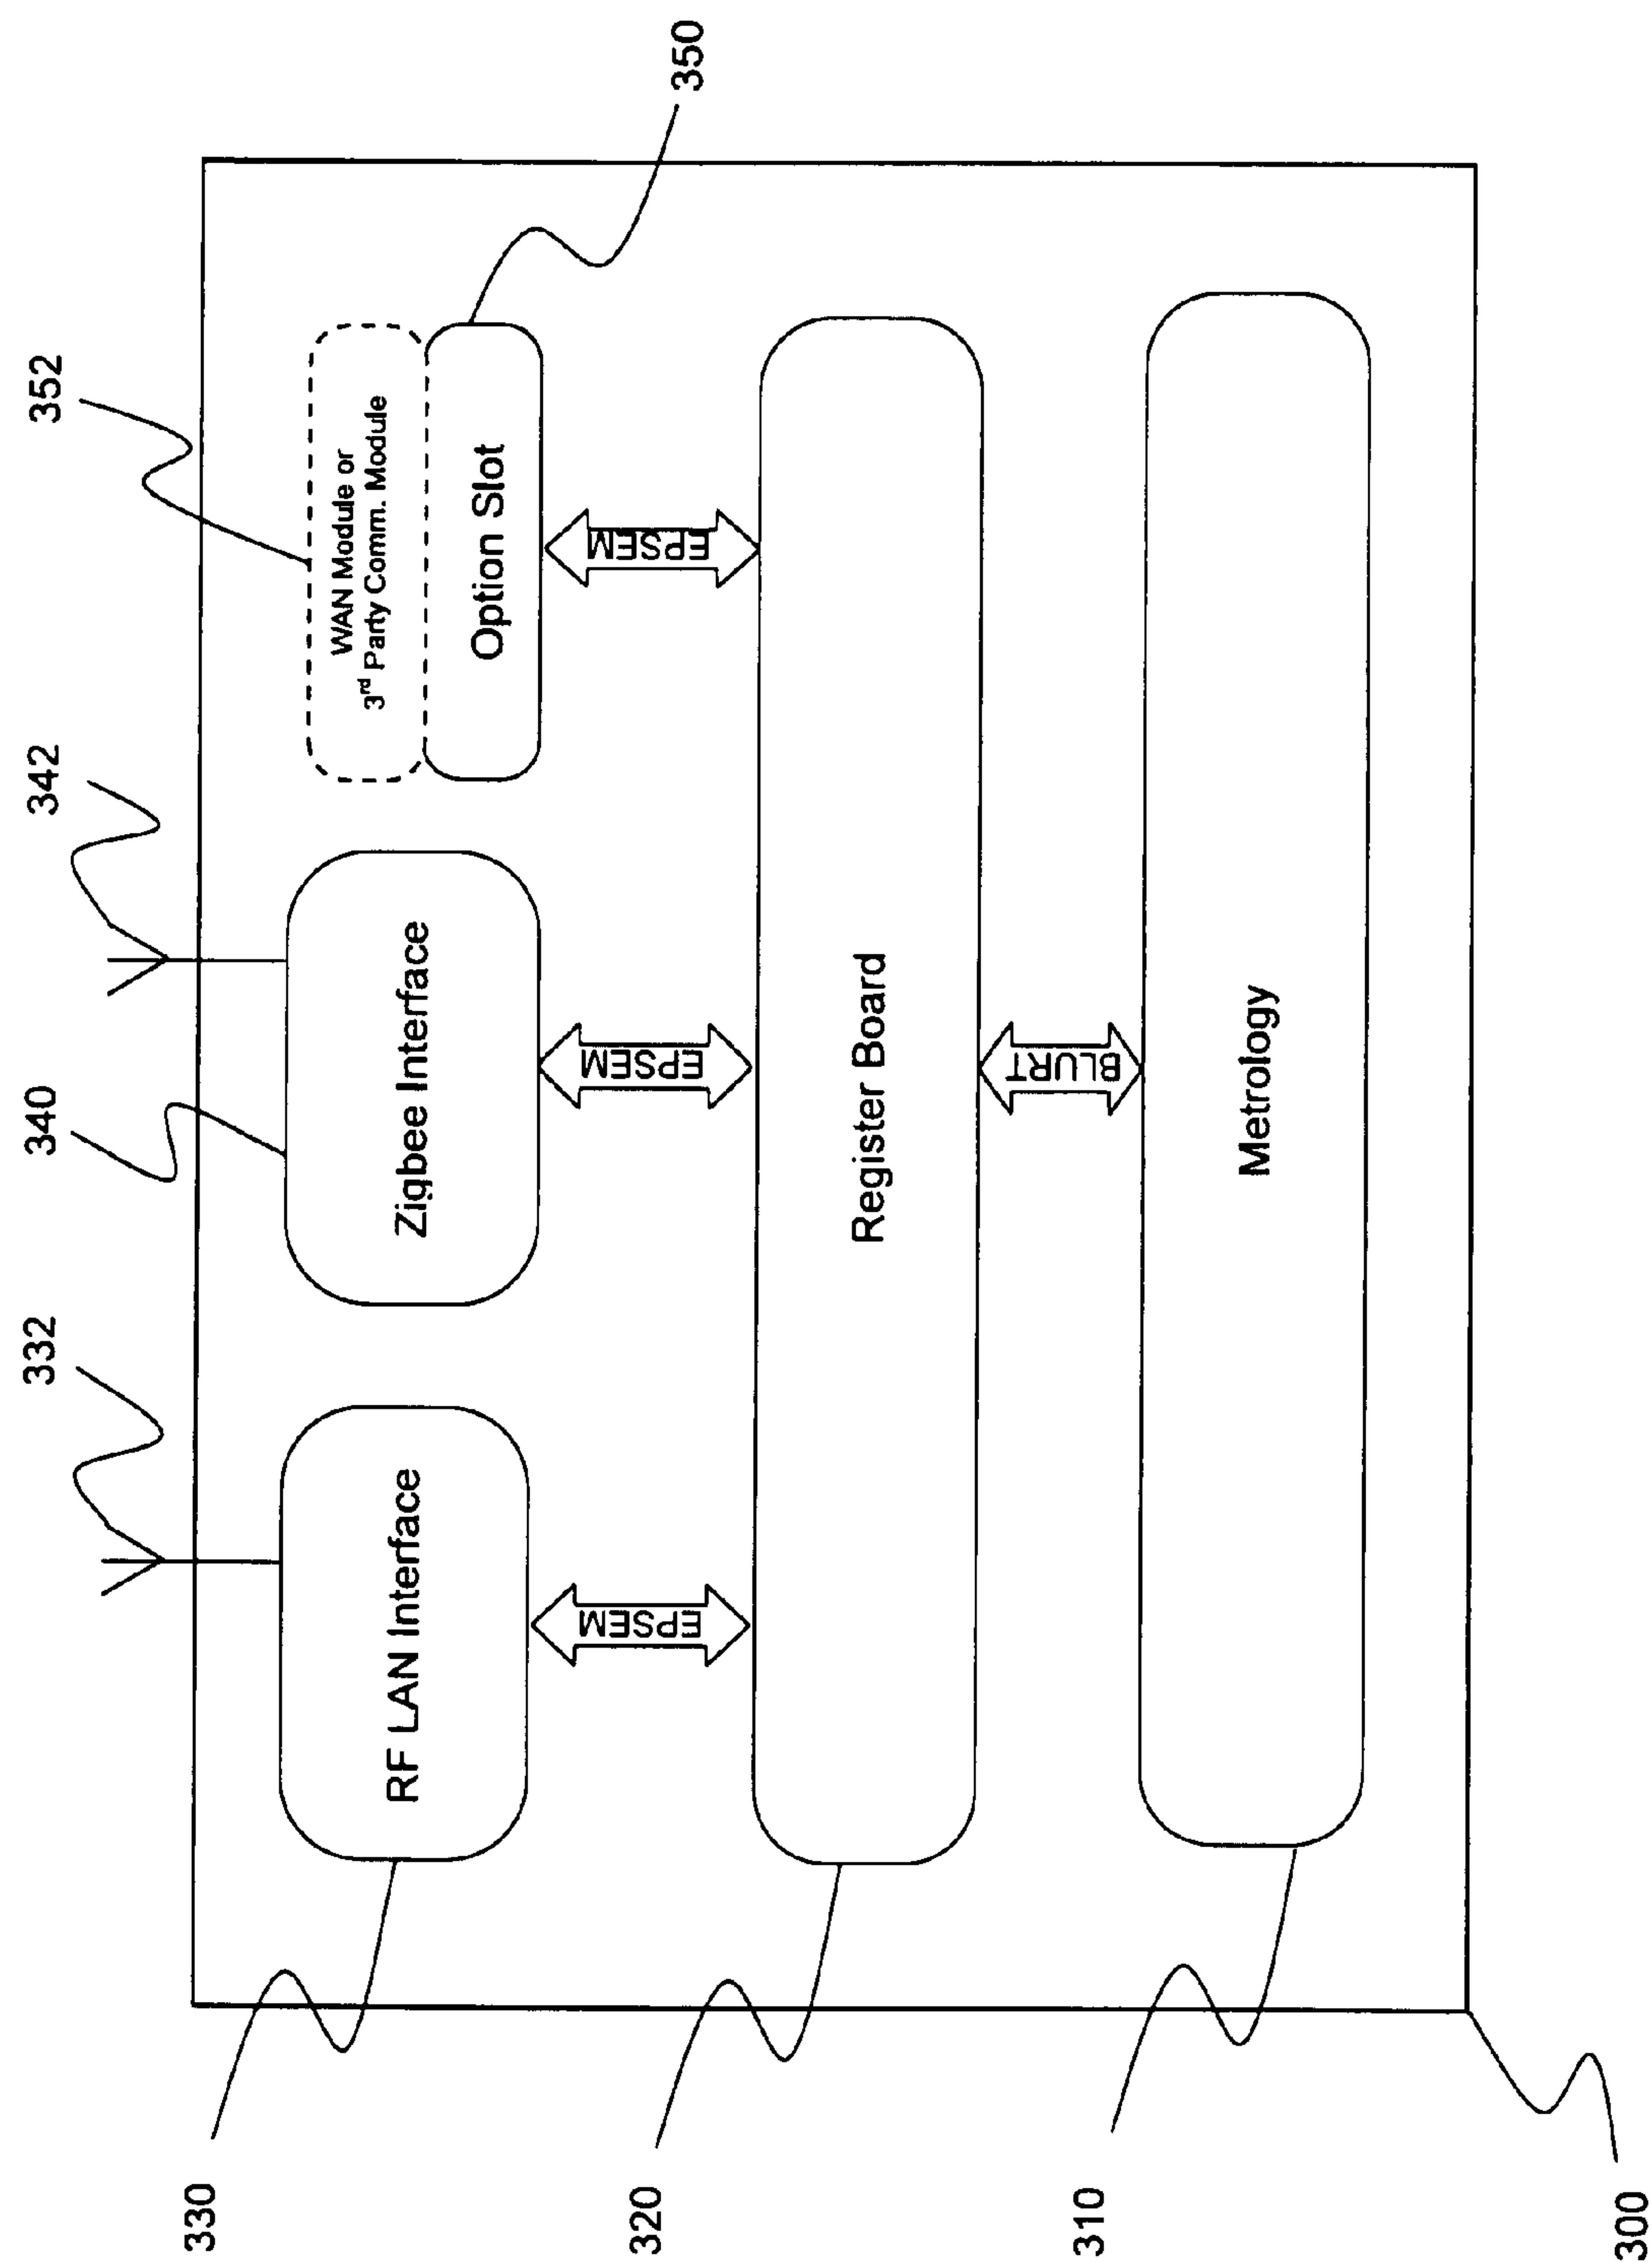 332
340
342
352
350
RF LAN Interface
Zigbee Interface
WAN Module or
3rd Party Comm. Module
Option Slot
EPSEM
EPSEM
EPSEM
Register Board
BLURT
Metrology
330
320
310
300